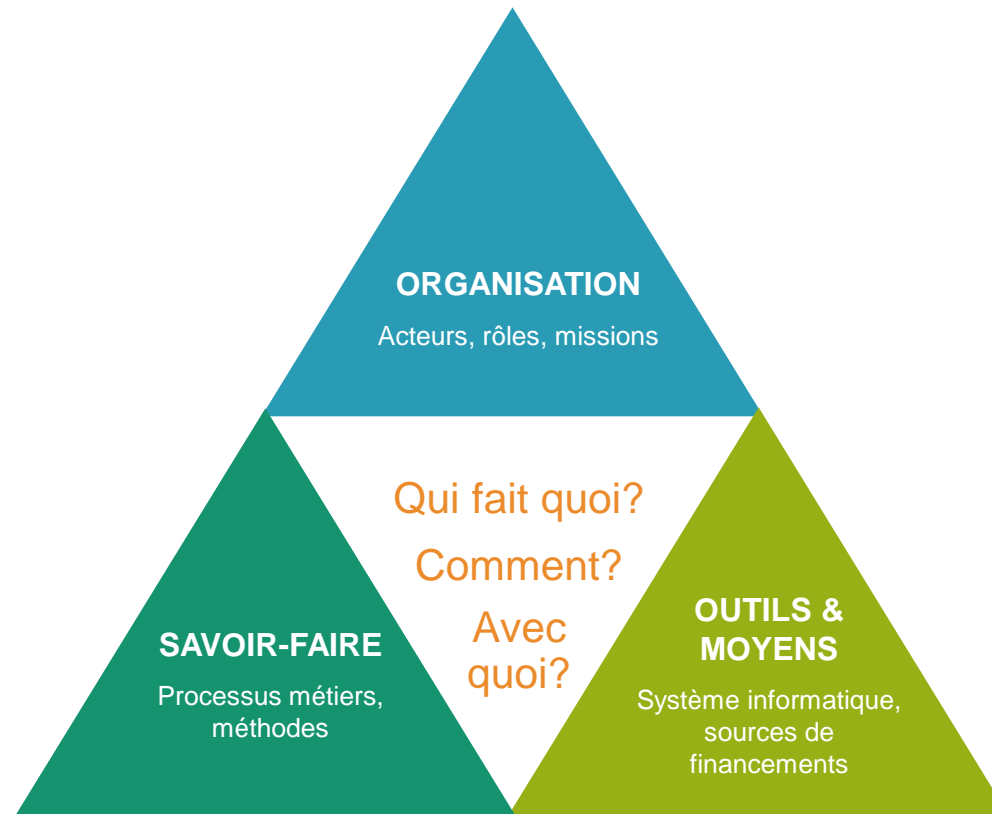 ORGANISATION
Acteurs, rôles, missions
Qui fait quoi?
Comment?
Avec
quoi?
SAVOIR-FAIRE
Processus métiers,
méthodes
OUTILS &
MOYENS
Système informatique,
sources de
financements